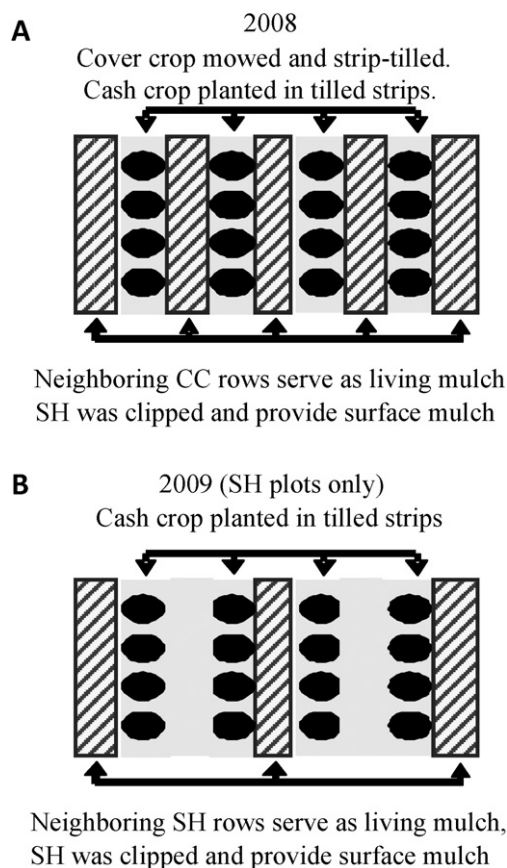 A
2008
Cover crop mowed and strip-tilled.
Cash crop planted in tilled strips.
Neighboring CC rows serve as living mulch
SH was clipped and provide surface mulch
B
2009 (SH plots only)
Cash crop planted in tilled strips
Neighboring SH rows serve as living mulch,
SH was clipped and provide surface mulch